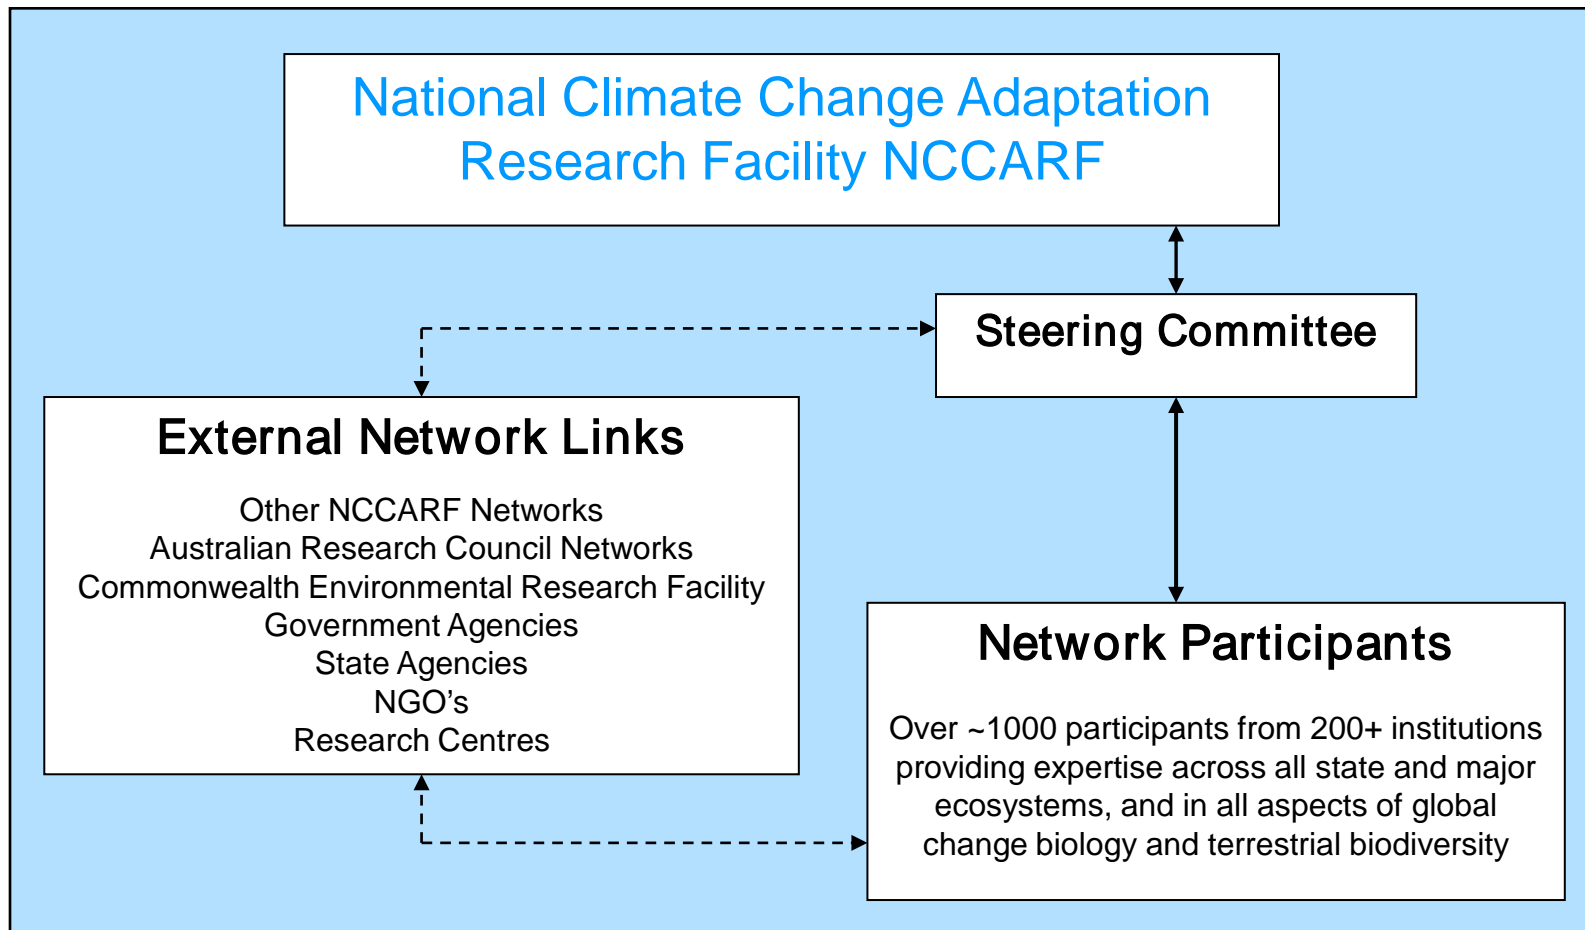 National Climate Change Adaptation
Research Facility NCCARF
Steering Committee
External Network Links
Other NCCARF Networks
Australian Research Council Networks
Commonwealth Environmental Research Facility
Government Agencies
State Agencies
NGO’s
Research Centres
Network Participants
Over ~1000 participants from 200+ institutions
providing expertise across all state and major
ecosystems, and in all aspects of global
change biology and terrestrial biodiversity